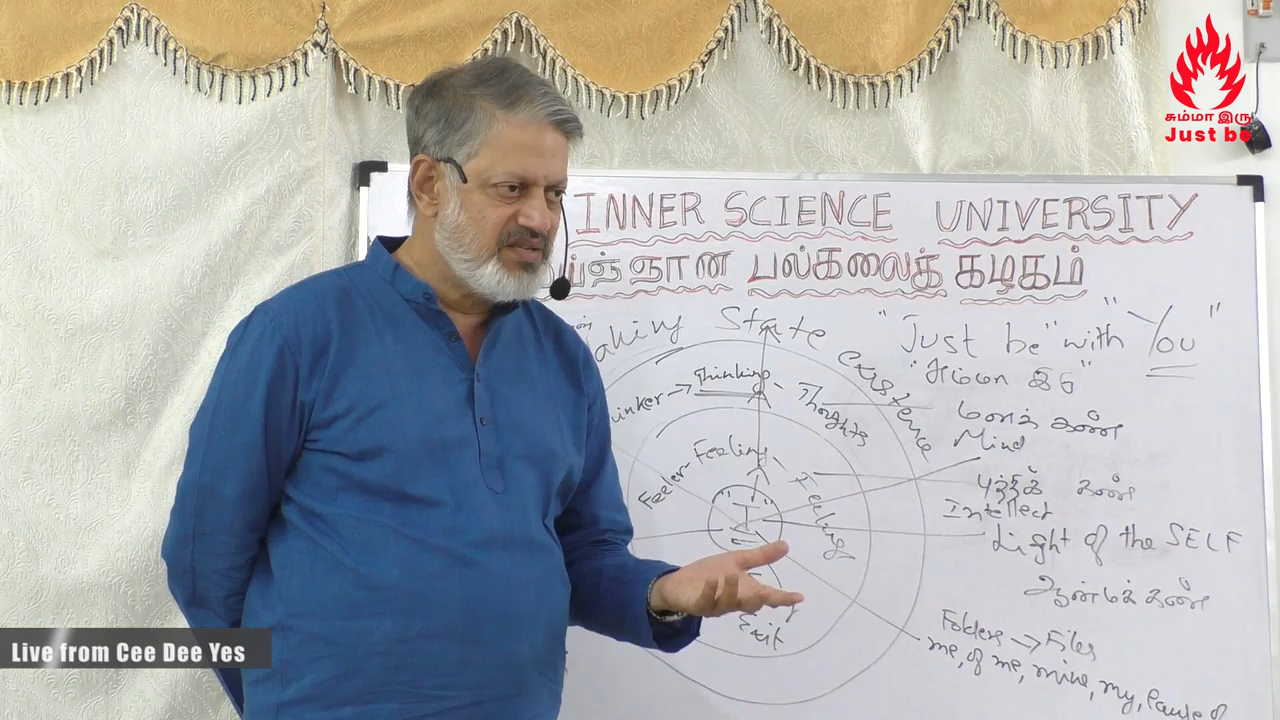 சும்மா இரு
Just be
INNER SCIENCE UNIVERSITY
பல்கலைக் கழகம்
State existence
"Just be" with "You"
"சும்மா இரு"
Thinking
Thoughts
மனக் கண்
Mind
Feeler - Feeling
Feelings
புத்திக் கண்
Intellect
I
Light of the SELF
ஆன்மக் கண்
Exit
Folders → Files
me, of me, mine, my,
Live from Cee Dee Yes